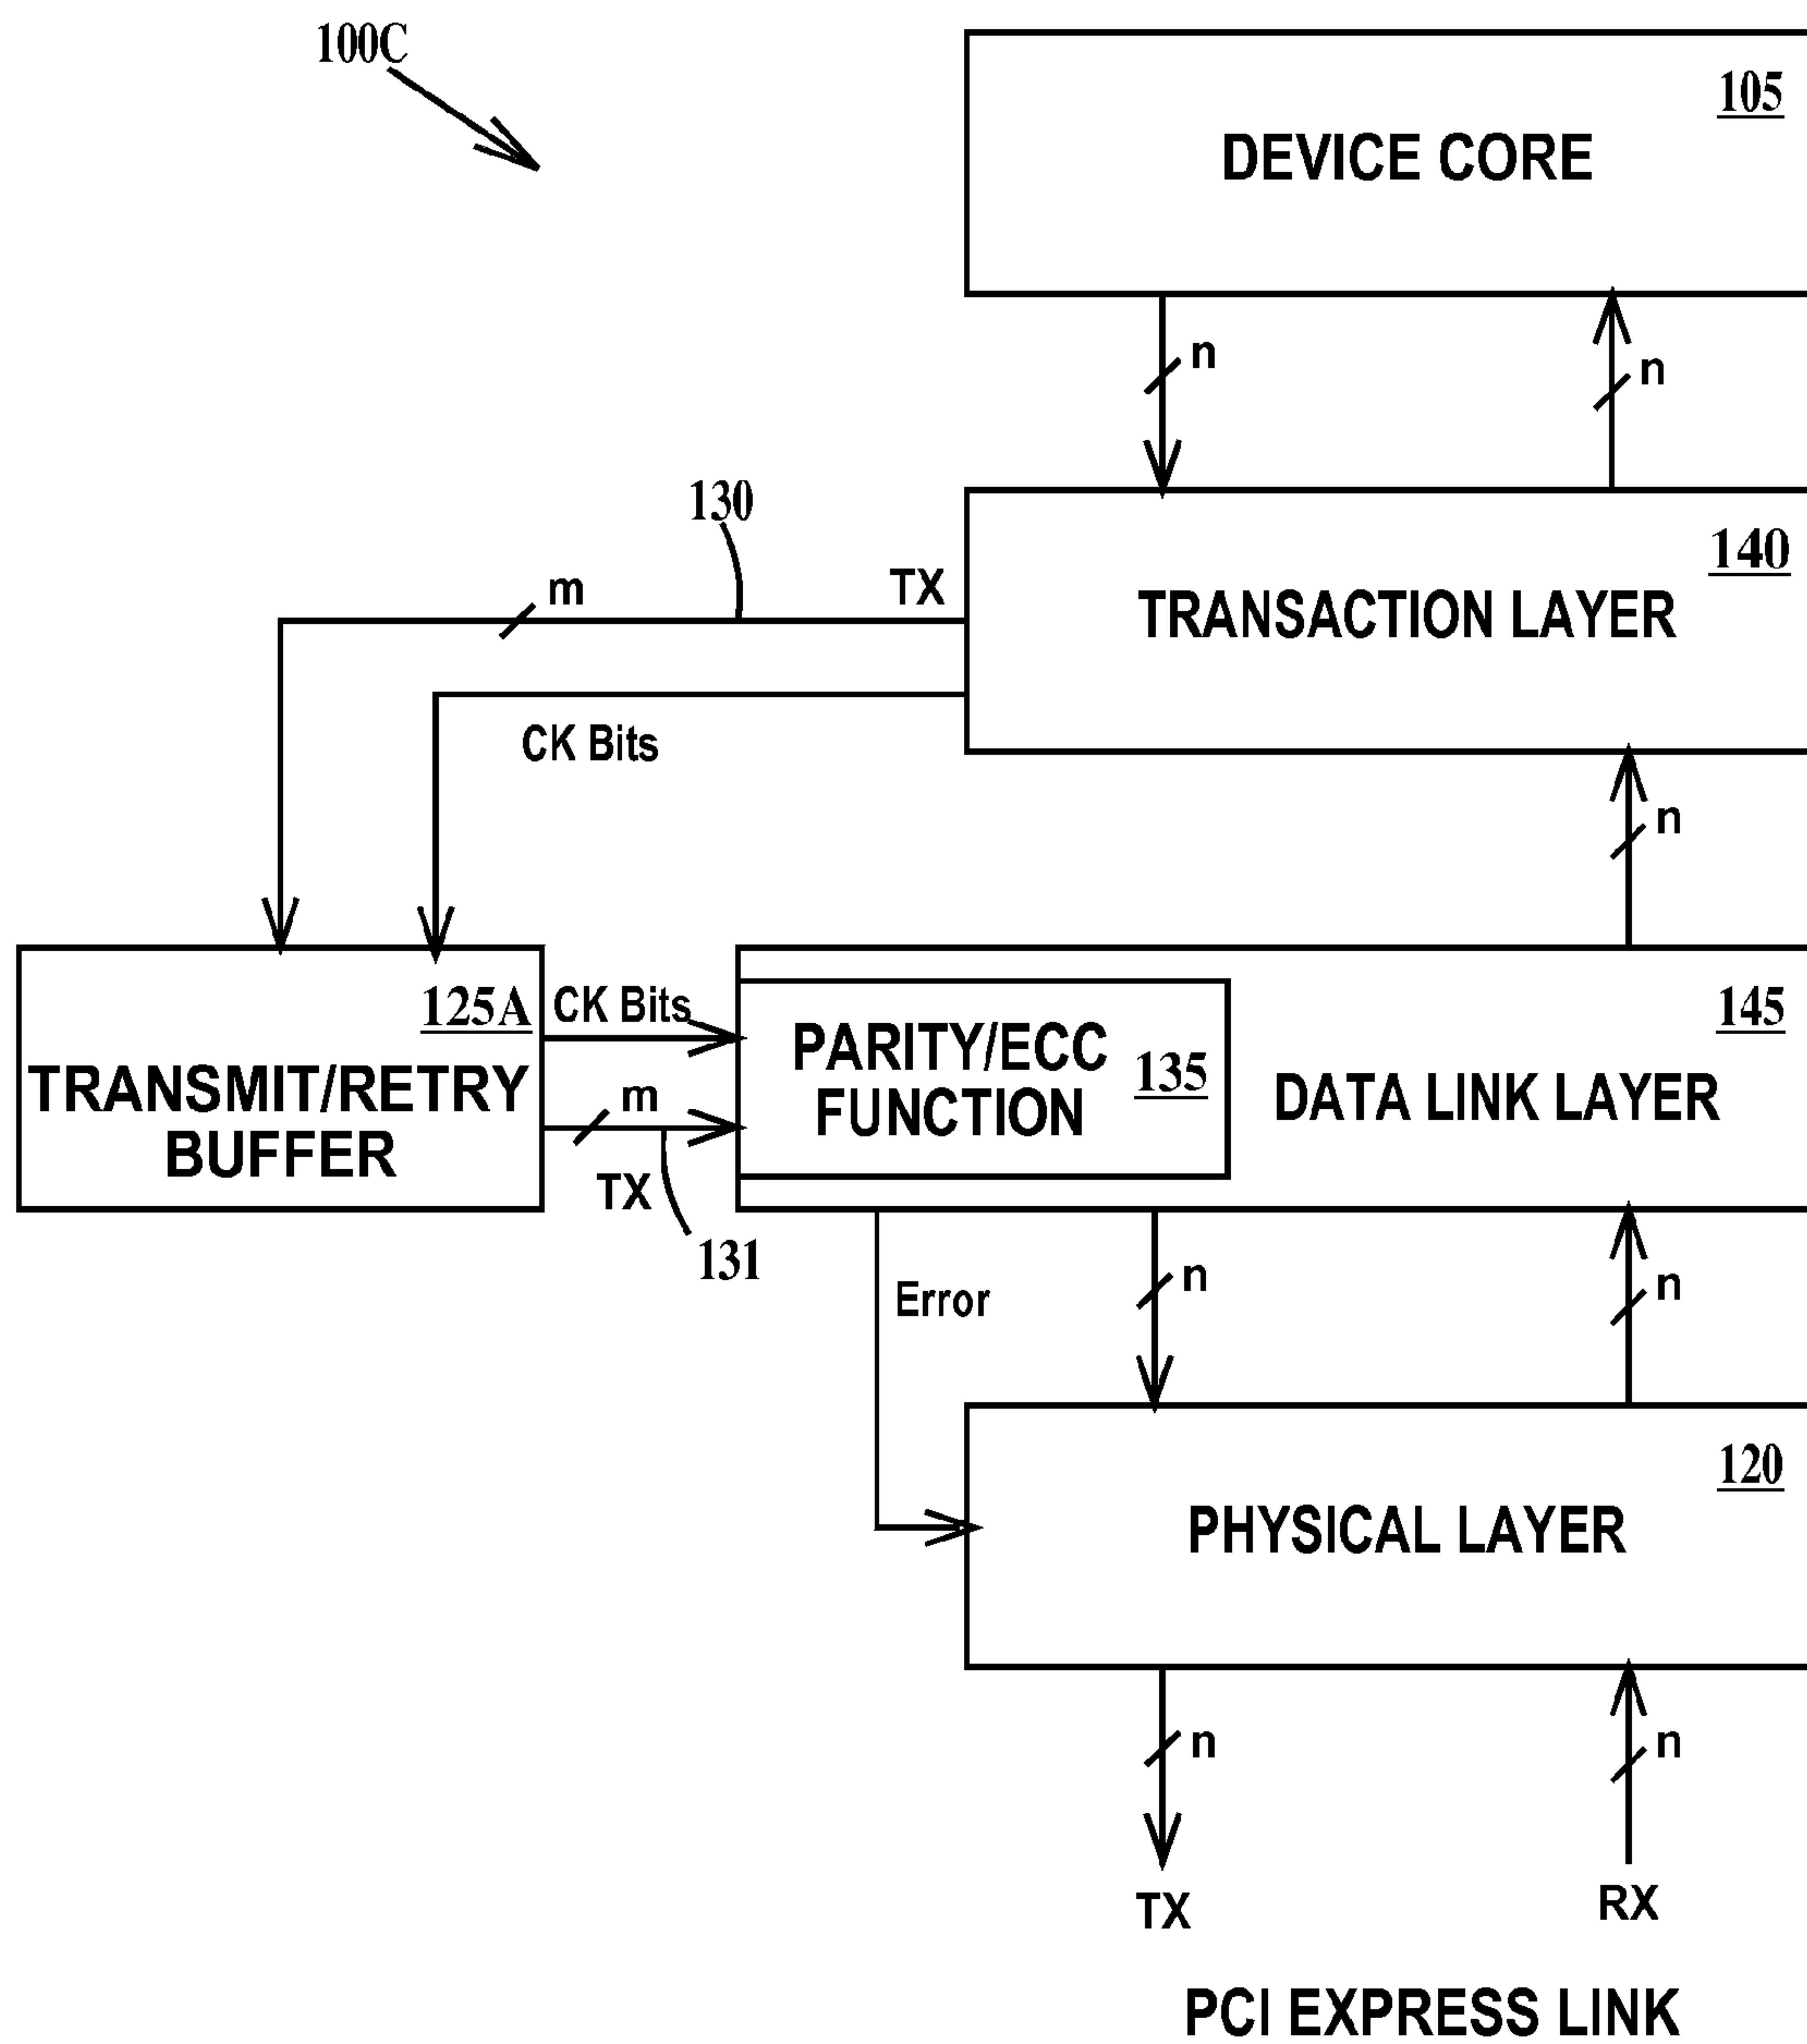 100C
105
DEVICE CORE
n
n
130
m
TX
140
TRANSACTION LAYER
CK Bits
n
125A
TRANSMIT/RETRY
BUFFER
CK Bits
m
TX
131
PARITY/ECC
FUNCTION
135
145
DATA LINK LAYER
Error
n
n
120
PHYSICAL LAYER
n
n
TX
RX
PCI EXPRESS LINK